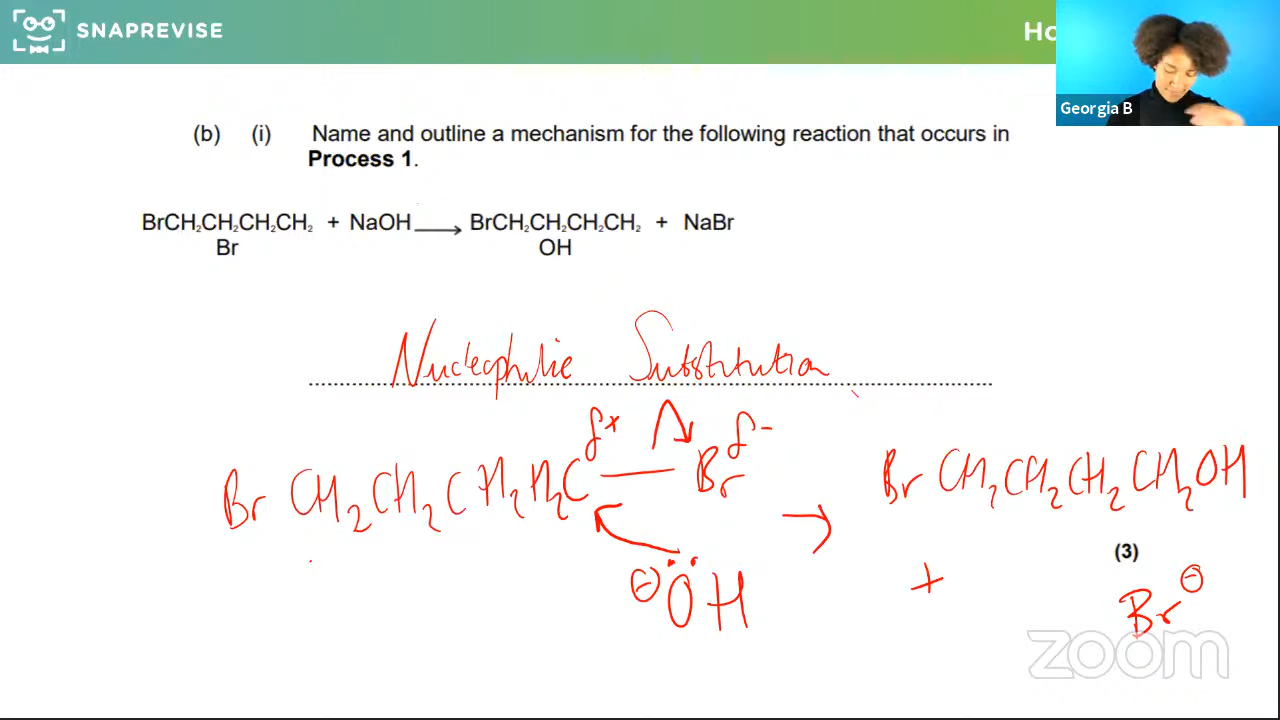 SNAPREVISE
Ho
Georgia B
(b) (i) Name and outline a mechanism for the following reaction that occurs in
Process 1.
BrCH₂CH₂CH₂CH₂ + NaOH ⟶ BrCH₂CH₂CH₂CH₂ + NaBr
Br OH
Nucleophilic Substitution
δ+ δ-
Br CH₂CH₂CH₂H₂C — Br → Br CH₂CH₂CH₂CH₂OH
(3)
⊖ÖH + Br⊖
zoom